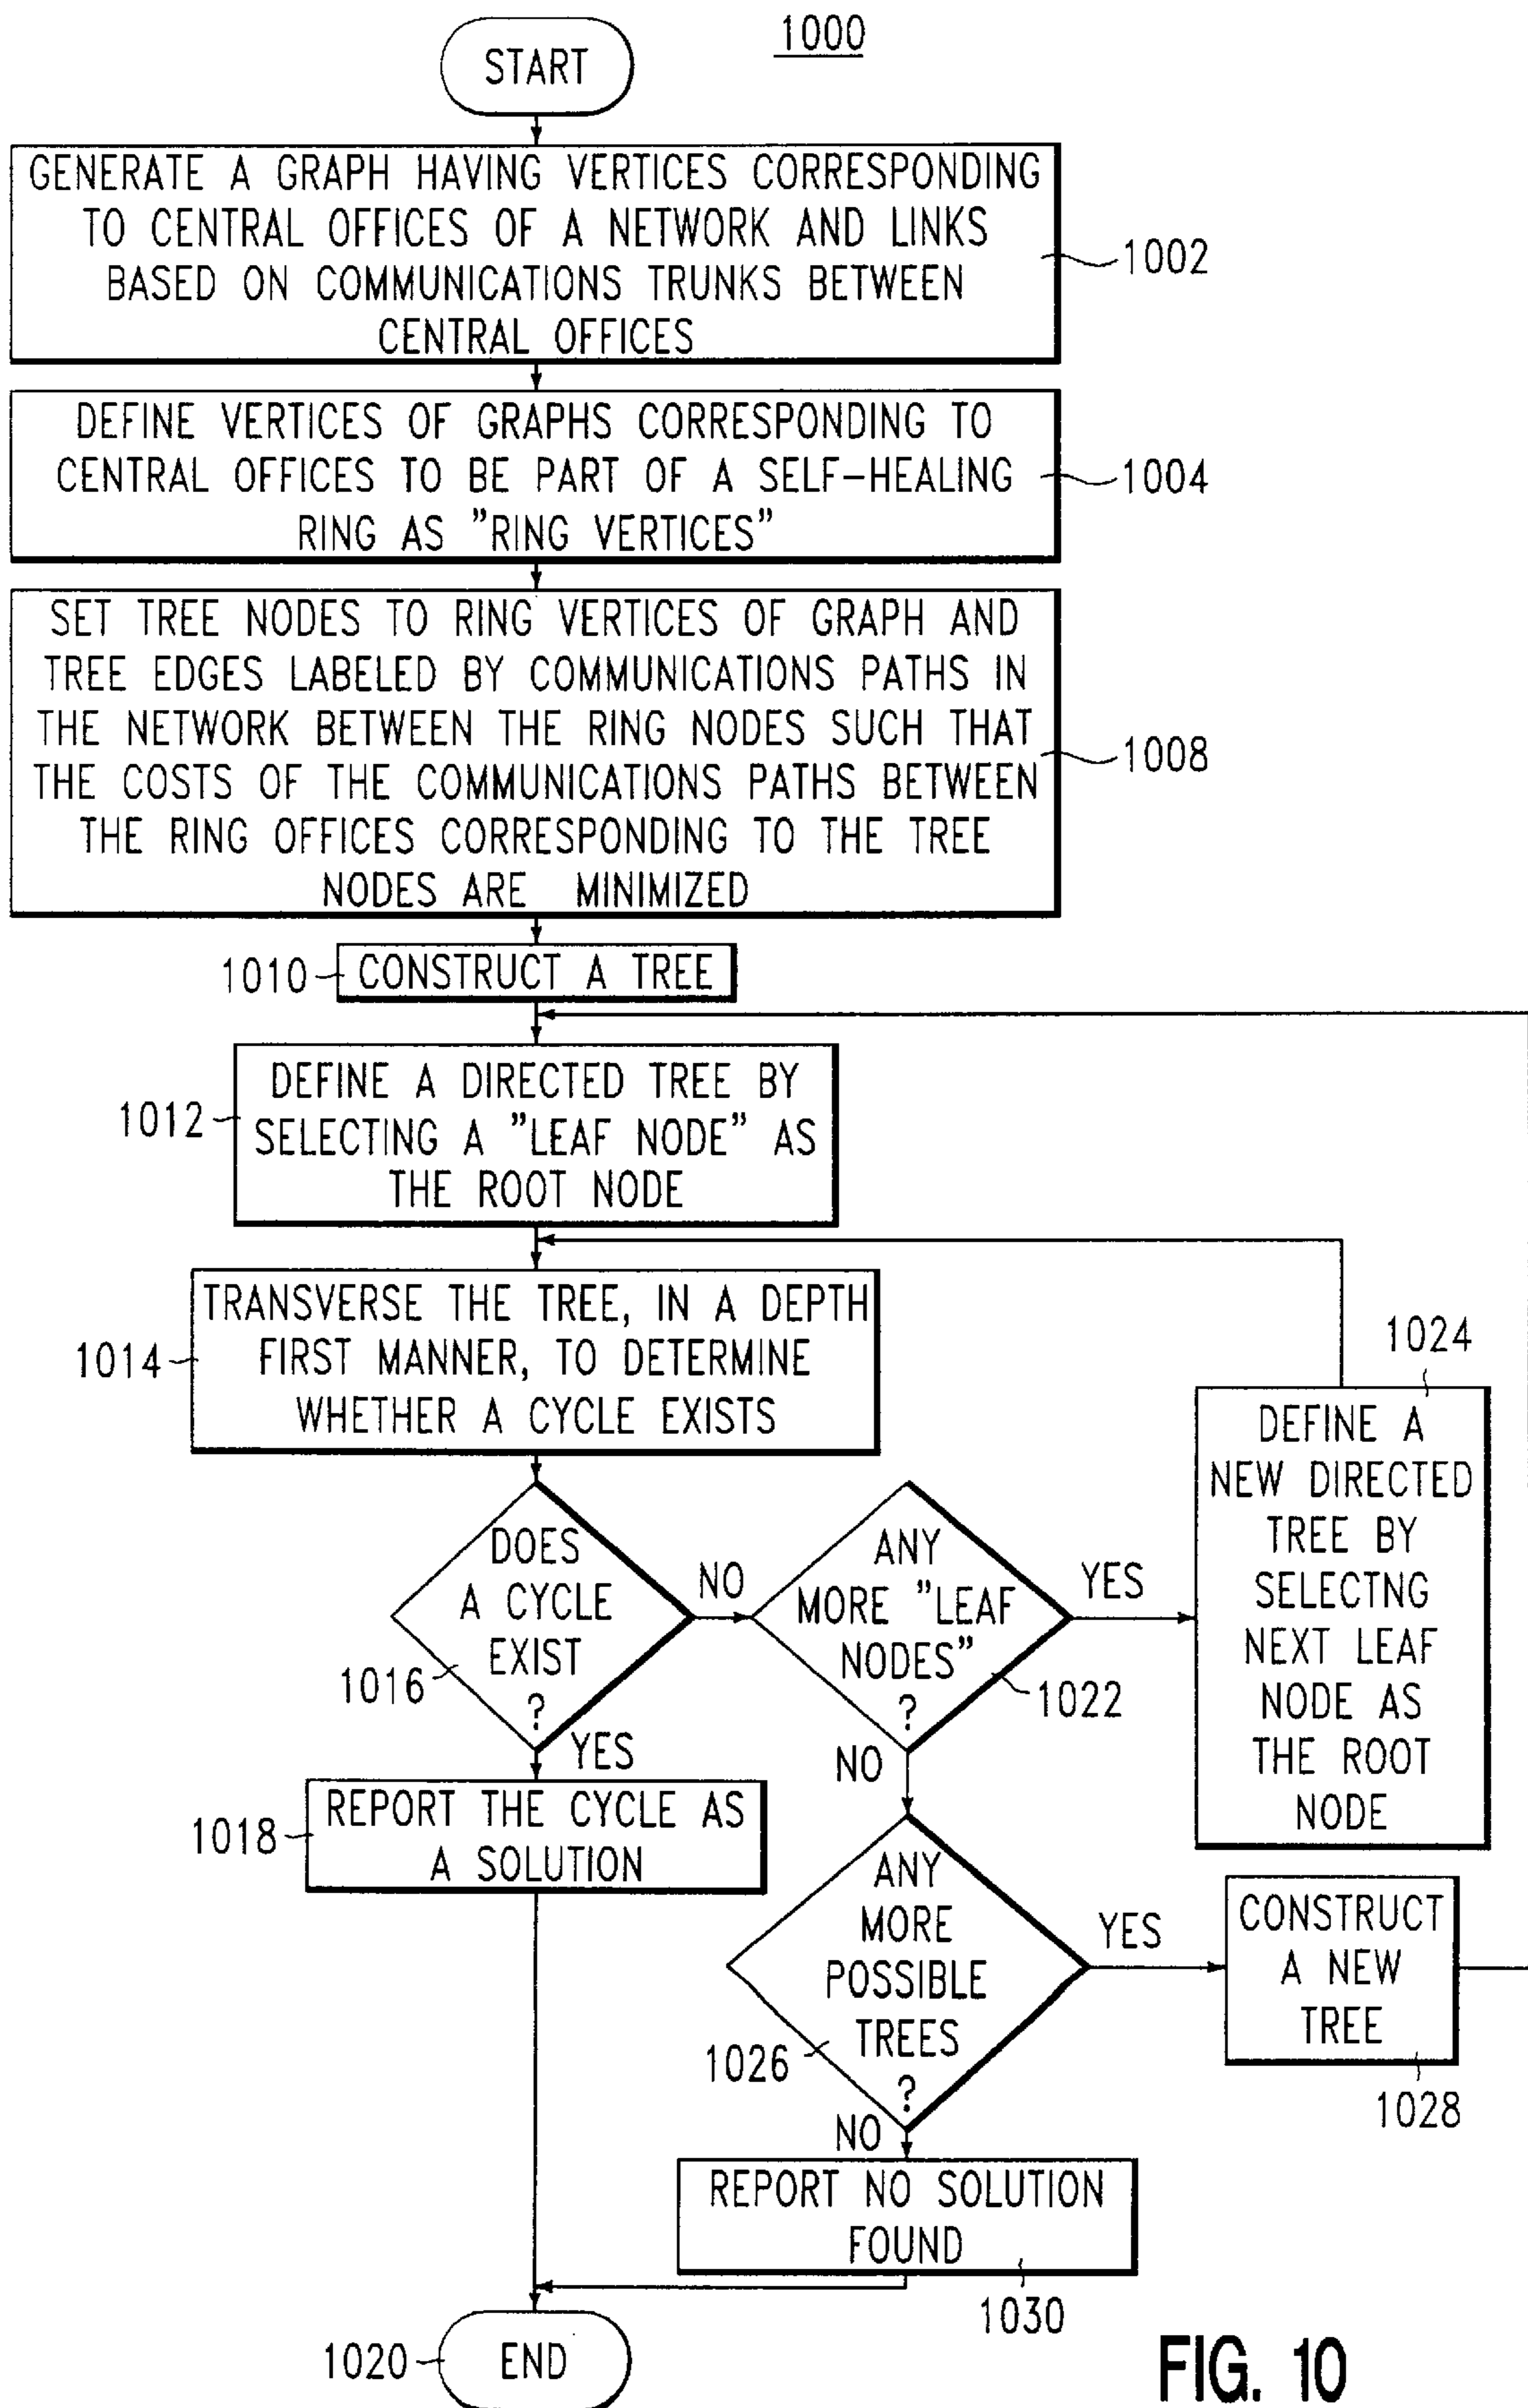 1000
START
GENERATE A GRAPH HAVING VERTICES CORRESPONDING
TO CENTRAL OFFICES OF A NETWORK AND LINKS
BASED ON COMMUNICATIONS TRUNKS BETWEEN
CENTRAL OFFICES
1002
DEFINE VERTICES OF GRAPHS CORRESPONDING TO
CENTRAL OFFICES TO BE PART OF A SELF-HEALING
RING AS "RING VERTICES"
1004
SET TREE NODES TO RING VERTICES OF GRAPH AND
TREE EDGES LABELED BY COMMUNICATIONS PATHS IN
THE NETWORK BETWEEN THE RING NODES SUCH THAT
THE COSTS OF THE COMMUNICATIONS PATHS BETWEEN
THE RING OFFICES CORRESPONDING TO THE TREE
NODES ARE MINIMIZED
1008
1010
CONSTRUCT A TREE
1012
DEFINE A DIRECTED TREE BY
SELECTING A "LEAF NODE" AS
THE ROOT NODE
1014
TRANSVERSE THE TREE, IN A DEPTH
FIRST MANNER, TO DETERMINE
WHETHER A CYCLE EXISTS
1016
DOES
A CYCLE
EXIST
?
NO
YES
ANY
MORE "LEAF
NODES"
?
1022
YES
NO
1024
DEFINE A
NEW DIRECTED
TREE BY
SELECTNG
NEXT LEAF
NODE AS
THE ROOT
NODE
1018
REPORT THE CYCLE AS
A SOLUTION
ANY
MORE
POSSIBLE
TREES
?
1026
YES
NO
CONSTRUCT
A NEW
TREE
1028
REPORT NO SOLUTION
FOUND
1030
1020
END
FIG. 10